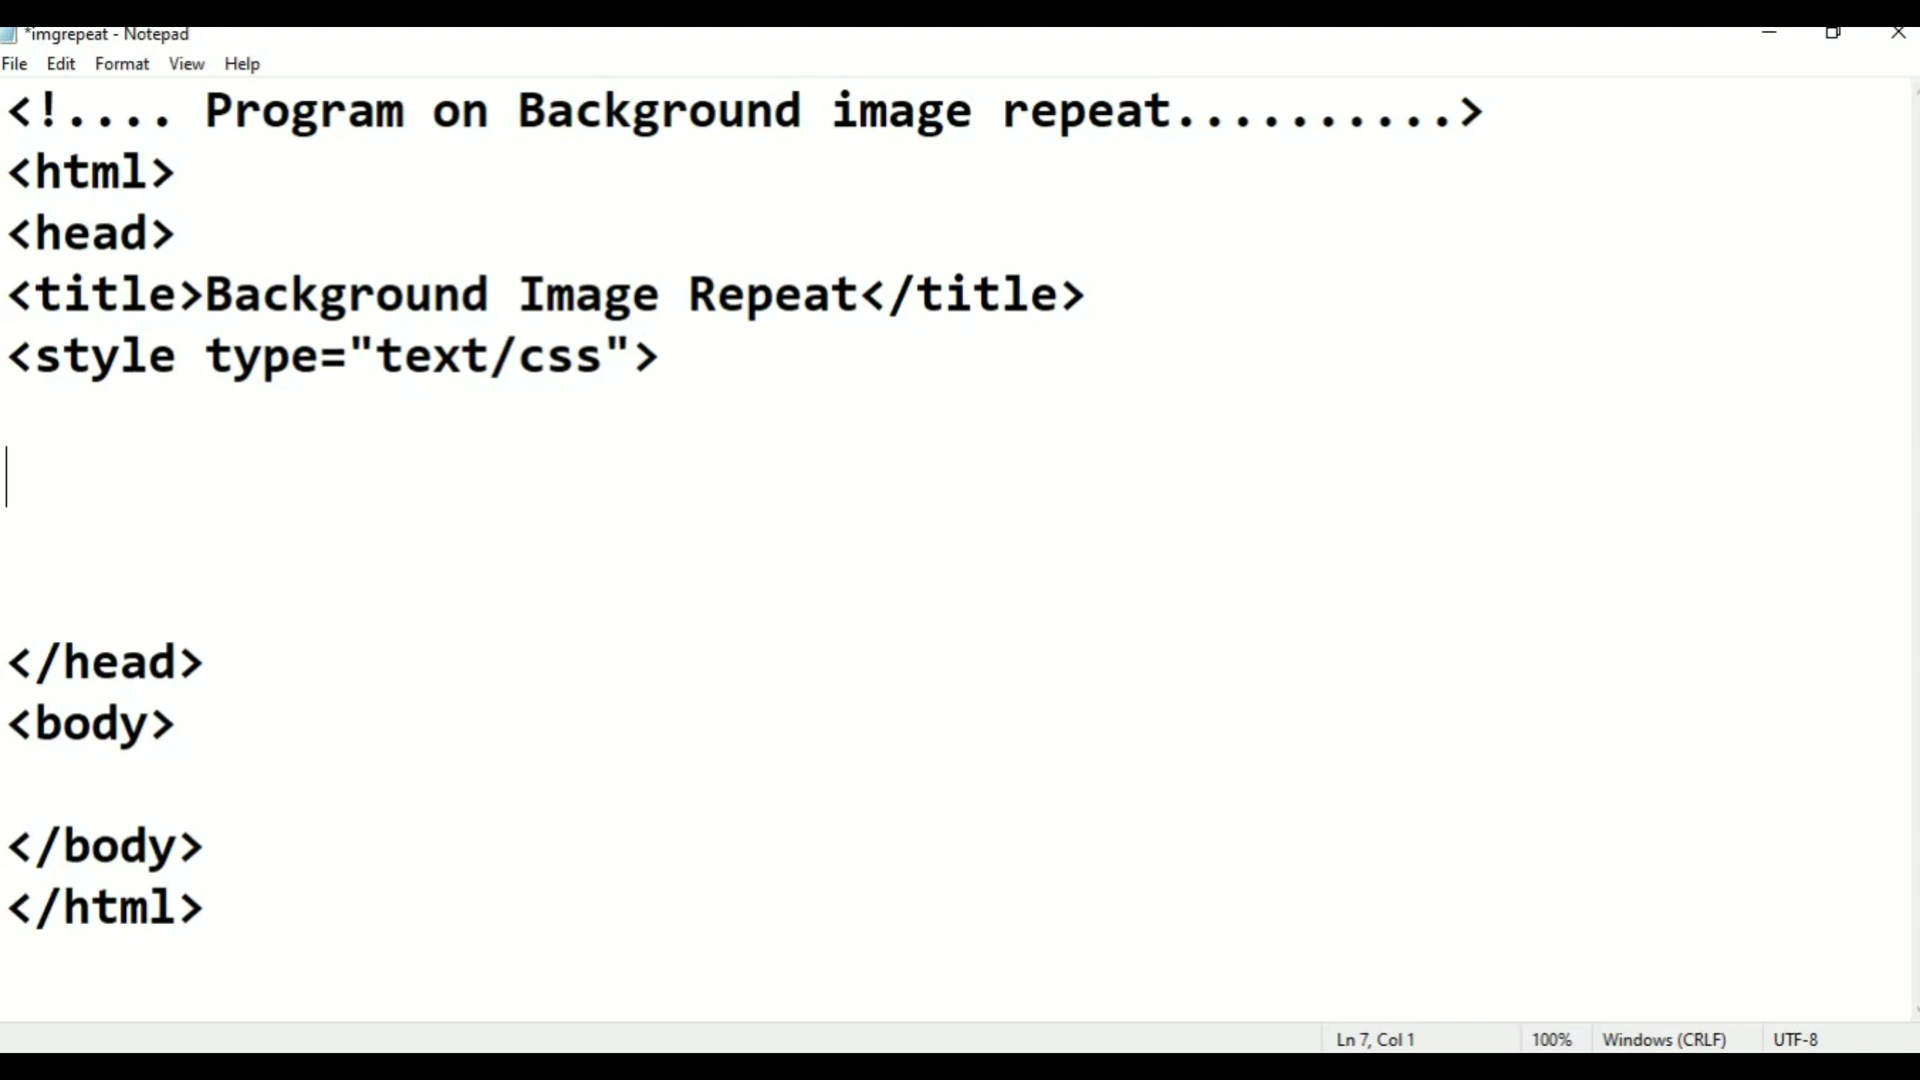 *imgrepeat - Notepad
File Edit Format View Help
<!.... Program on Background image repeat..........>
<html>
<head>
<title>Background Image Repeat</title>
<style type="text/css">
</head>
<body>
</body>
</html>
Ln 7, Col 1 100% Windows (CRLF) UTF-8